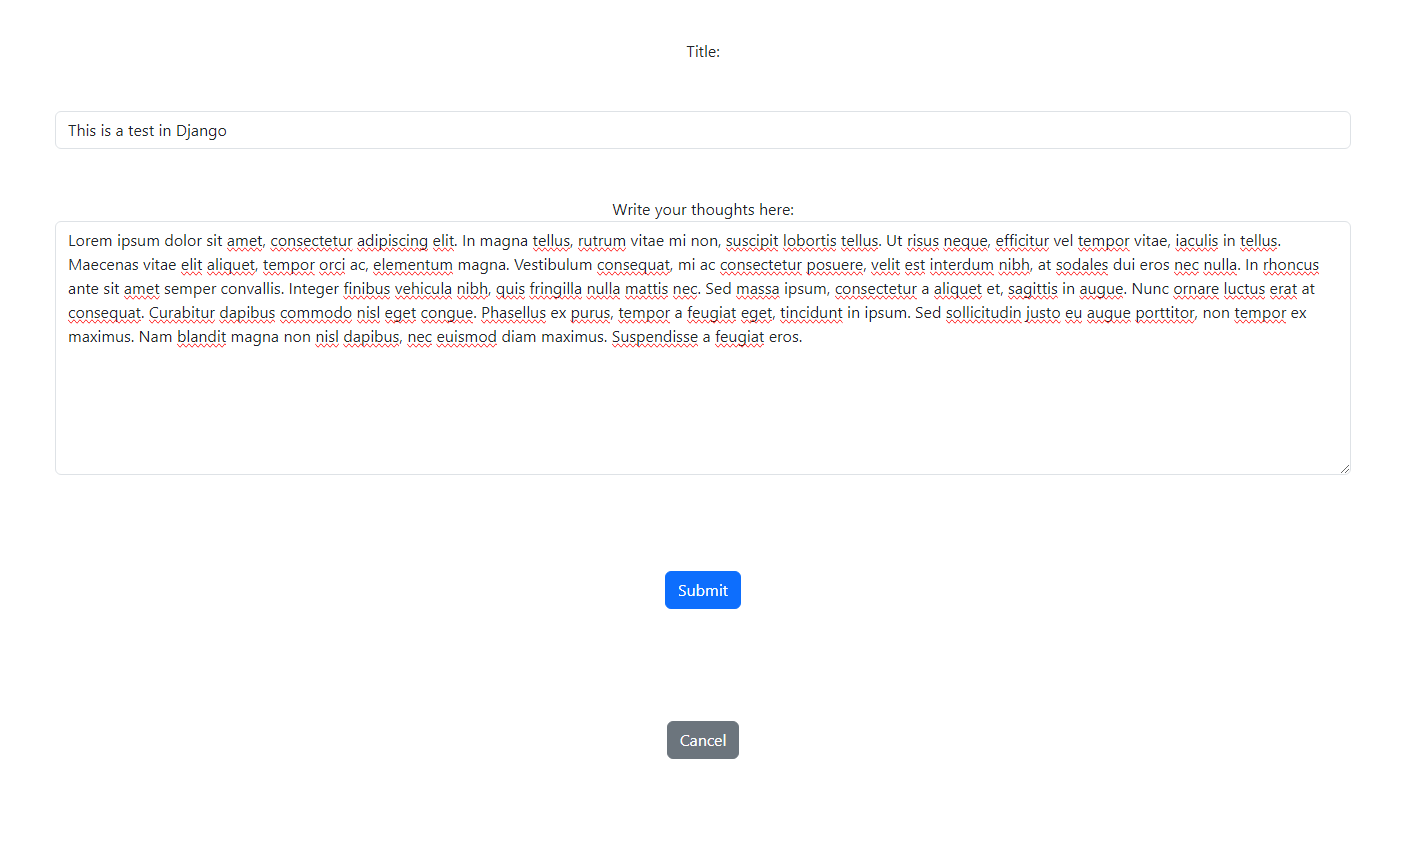 Title:
This is a test in Django
Write your thoughts here:
Lorem ipsum dolor sit amet, consectetur adipiscing elit. In magna tellus, rutrum vitae mi non, suscipit lobortis tellus. Ut risus neque, efficitur vel tempor vitae, iaculis in tellus.
Maecenas vitae elit aliquet, tempor orci ac, elementum magna. Vestibulum consequat, mi ac consectetur posuere, velit est interdum nibh, at sodales dui eros nec nulla. In rhoncus
ante sit amet semper convallis. Integer finibus vehicula nibh, quis fringilla nulla mattis nec. Sed massa ipsum, consectetur a aliquet et, sagittis in augue. Nunc ornare luctus erat at
consequat. Curabitur dapibus commodo nisl eget congue. Phasellus ex purus, tempor a feugiat eget, tincidunt in ipsum. Sed sollicitudin justo eu augue porttitor, non tempor ex
maximus. Nam blandit magna non nisl dapibus, nec euismod diam maximus. Suspendisse a feugiat eros.
Submit
Cancel